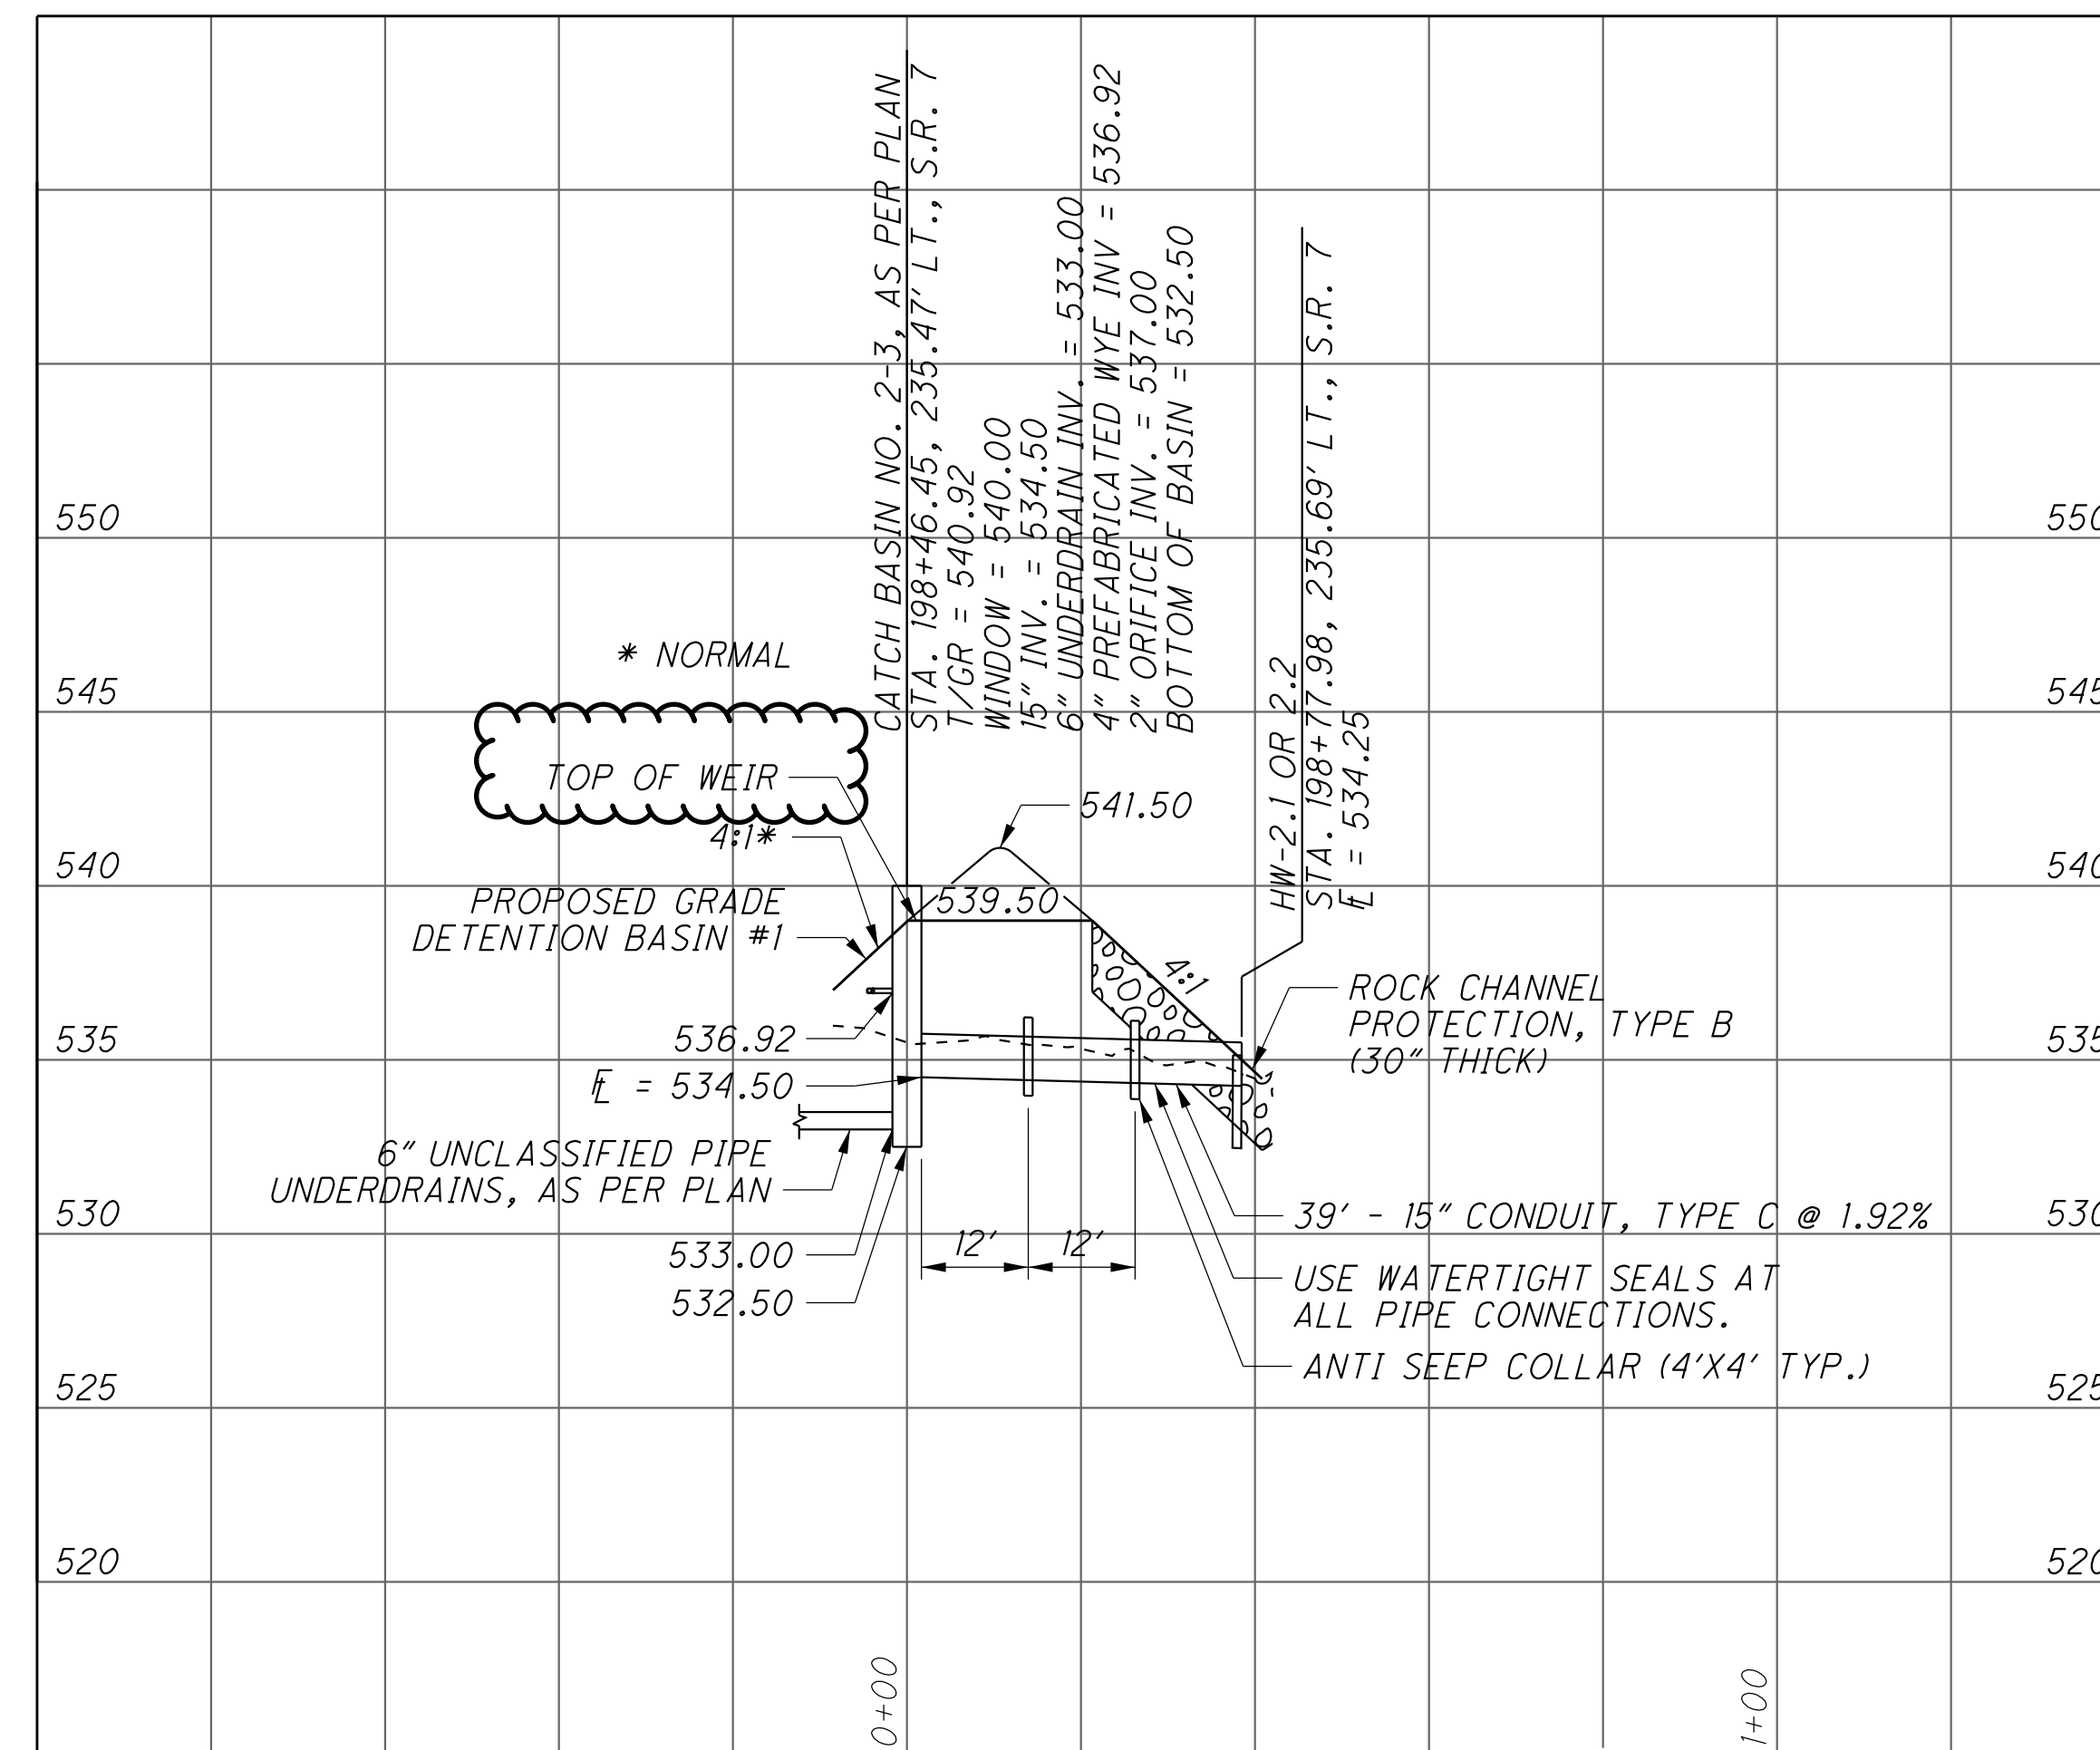 CATCH BASIN NO. 2-3, AS PER PLAN
STA. 198+46.45, 235.47' LT., S.R. 7
T/GR = 540.92
WINDOW = 540.00
15" INV. = 534.50
6" UNDERDRAIN INV. = 533.00
4" PREFABRICATED WYE INV = 536.92
2" ORIFICE INV. = 537.00
BOTTOM OF BASIN = 532.50
HW-2.1 OR 2.2
STA. 198+77.98, 235.69' LT., S.R. 7
℄ = 534.25
550
550
* NORMAL
545
545
TOP OF WEIR
541.50
4:1*
540
540
PROPOSED GRADE
DETENTION BASIN #1
539.50
4:1
ROCK CHANNEL
PROTECTION, TYPE B
(30" THICK)
535
535
536.92
℄ = 534.50
6" UNCLASSIFIED PIPE
UNDERDRAINS, AS PER PLAN
530
530
39' - 15" CONDUIT, TYPE C @ 1.92%
533.00
12'
12'
USE WATERTIGHT SEALS AT
ALL PIPE CONNECTIONS.
532.50
ANTI SEEP COLLAR (4'X4' TYP.)
525
525
520
520
0+00
1+00